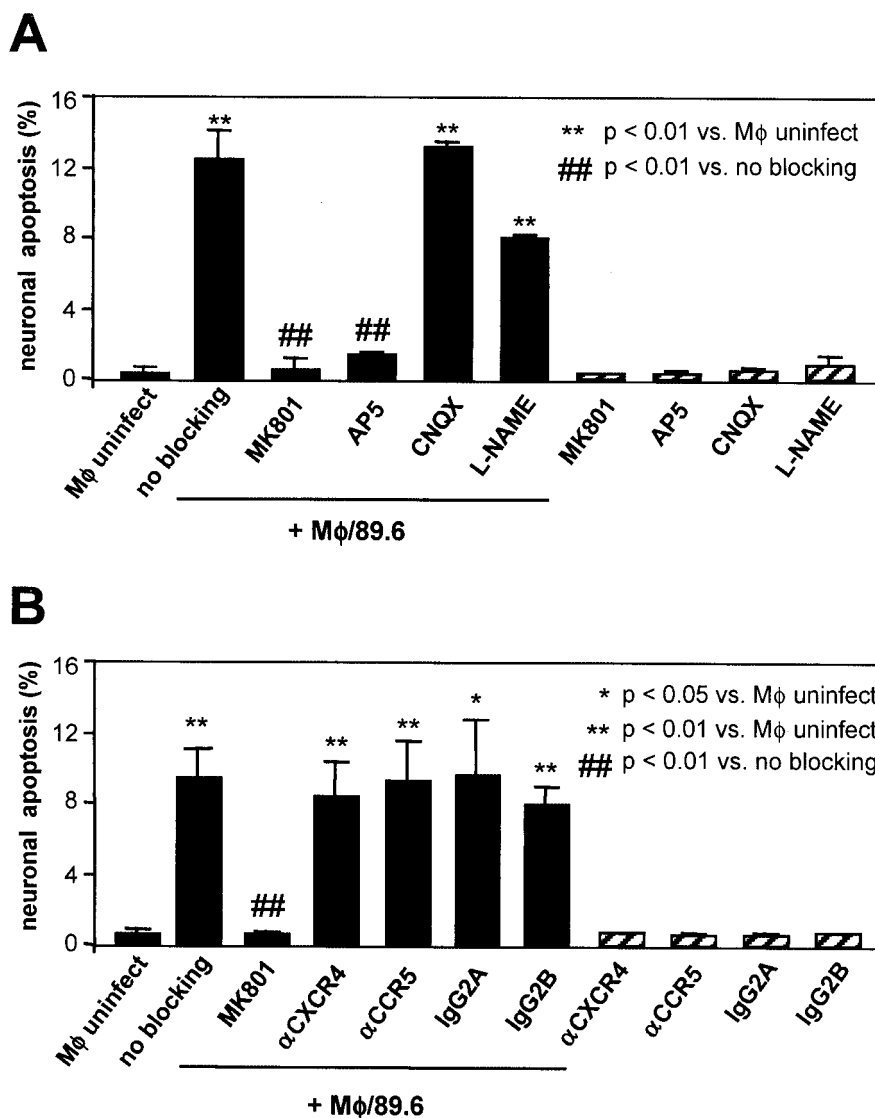 A
neuronal apoptosis (%)
16
12
8
4
0
**
##
##
**
**
** p < 0.01 vs. Mϕ uninfect
## p < 0.01 vs. no blocking
Mϕ uninfect
no blocking
MK801
AP5
CNQX
L-NAME
MK801
AP5
CNQX
L-NAME
+ Mϕ/89.6
B
neuronal apoptosis (%)
16
12
8
4
0
**
##
**
**
*
**
* p < 0.05 vs. Mϕ uninfect
** p < 0.01 vs. Mϕ uninfect
## p < 0.01 vs. no blocking
Mϕ uninfect
no blocking
MK801
αCXCR4
αCCR5
IgG2A
IgG2B
αCXCR4
αCCR5
IgG2A
IgG2B
+ Mϕ/89.6